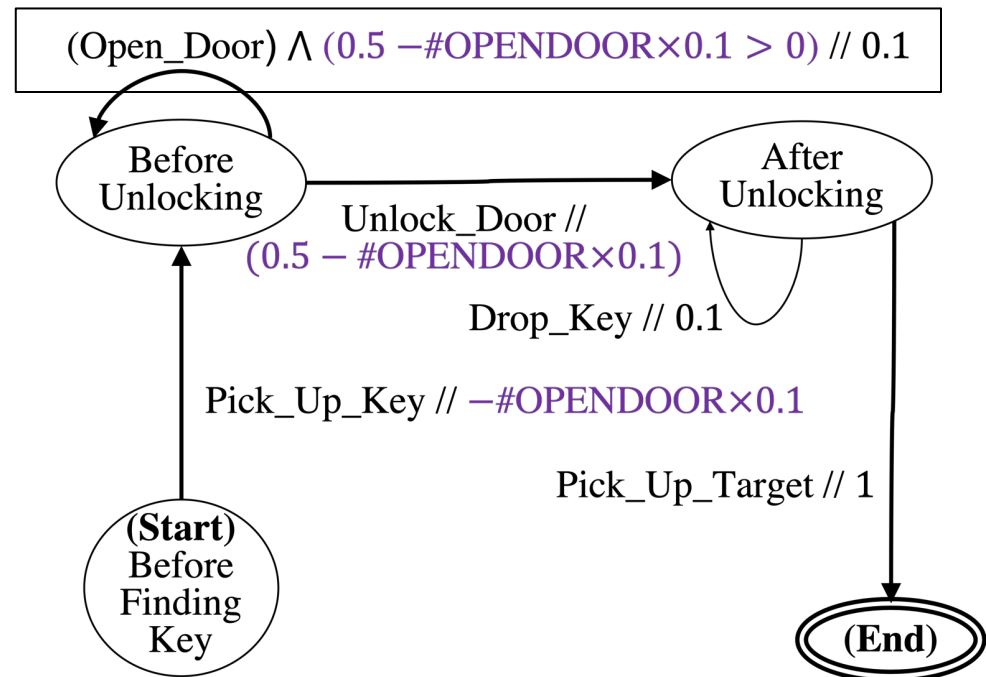 (Open_Door) ∧ (0.5 −#OPENDOOR×0.1 > 0) // 0.1
Before
Unlocking
After
Unlocking
Unlock_Door //
(0.5 − #OPENDOOR×0.1)
Drop_Key // 0.1
Pick_Up_Key // −#OPENDOOR×0.1
Pick_Up_Target // 1
(Start)
Before
Finding
Key
(End)